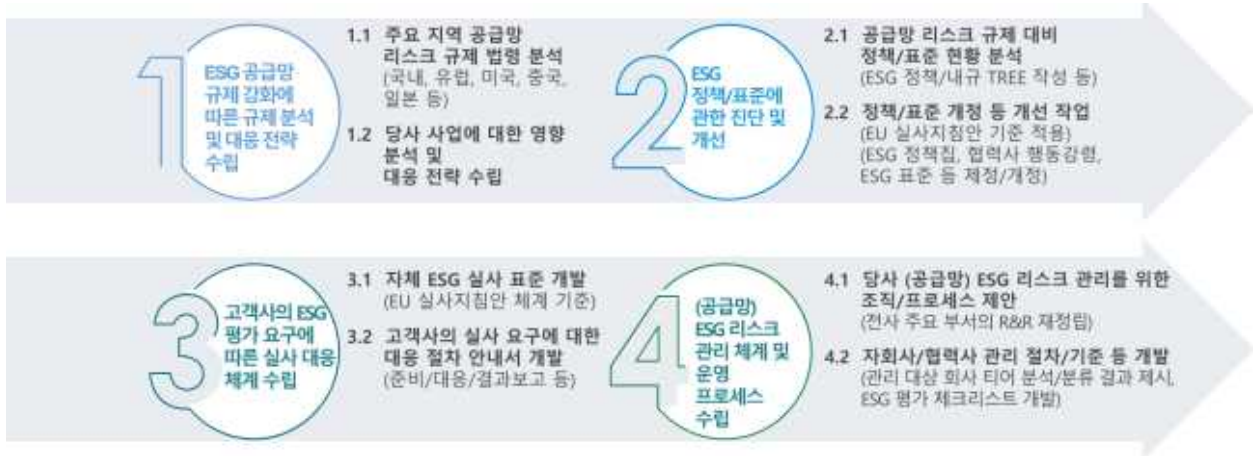 1
ESG 공급망
규제 강화에
따른 규제 분석
및 대응 전략
수립
1.1 주요 지역 공급망
리스크 규제 법령 분석
(국내, 유럽, 미국, 중국,
일본 등)
1.2 당사 사업에 대한 영향
분석 및
대응 전략 수립
2
ESG
정책/표준에
관한 진단 및
개선
2.1 공급망 리스크 규제 대비
정책/표준 현황 분석
(ESG 정책/내규 TREE 작성 등)
2.2 정책/표준 개정 등 개선 작업
(EU 실사지침안 기준 적용)
(ESG 정책집, 협력사 행동강령,
ESG 표준 등 제정/개정)
3
고객사의 ESG
평가 요구에
따른 실사 대응
체계 수립
3.1 자체 ESG 실사 표준 개발
(EU 실사지침안 체계 기준)
3.2 고객사의 실사 요구에 대한
대응 절차 안내서 개발
(준비/대응/결과보고 등)
4
(공급망)
ESG 리스크
관리 체계 및
운영
프로세스
수립
4.1 당사 (공급망) ESG 리스크 관리를 위한
조직/프로세스 제안
(전사 주요 부서의 R&R 재정립)
4.2 자회사/협력사 관리 절차/기준 등 개발
(관리 대상 회사 티어 분석/분류 결과 제시,
ESG 평가 체크리스트 개발)